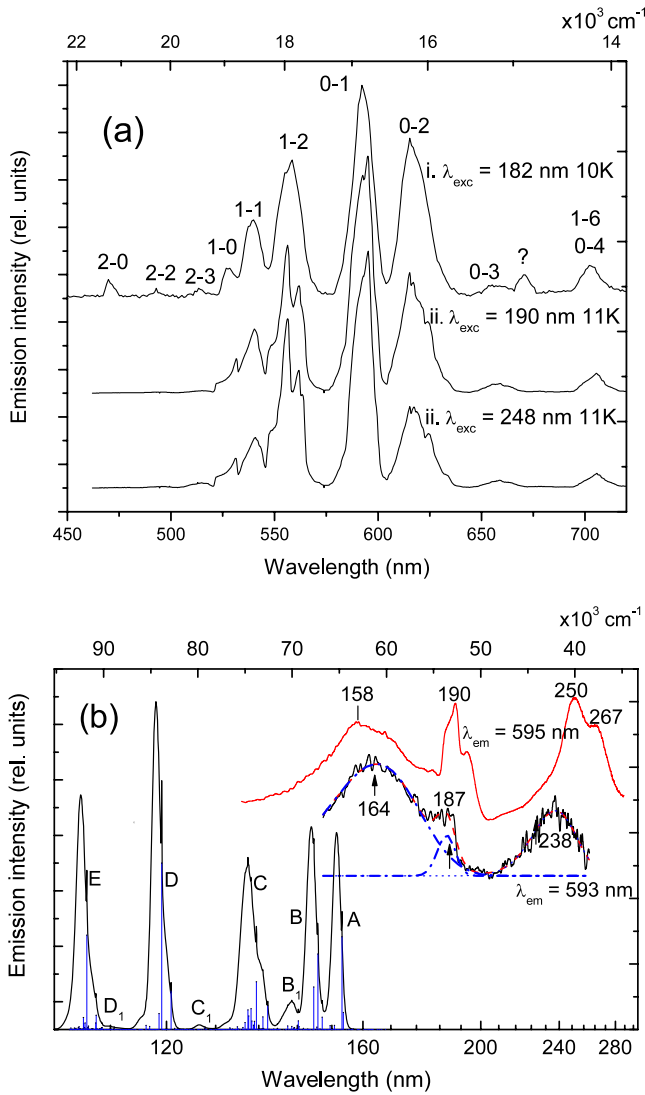 x10³ cm⁻¹
22 20 18 16 14
(a)
0-1
0-2
1-2
i. λexc = 182 nm 10K
1-1
1-6
2-0 2-2 2-3 1-0 0-3 ? 0-4
ii. λexc = 190 nm 11K
ii. λexc = 248 nm 11K
Emission intensity (rel. units)
450 500 550 600 650 700
Wavelength (nm)
x10³ cm⁻¹
90 80 70 60 50 40
(b)
158 190 250
267
λem = 595 nm
164 187 238
λem = 593 nm
E D C B A
D₁ C₁ B₁
Emission intensity (rel. units)
120 160 200 240 280
Wavelength (nm)